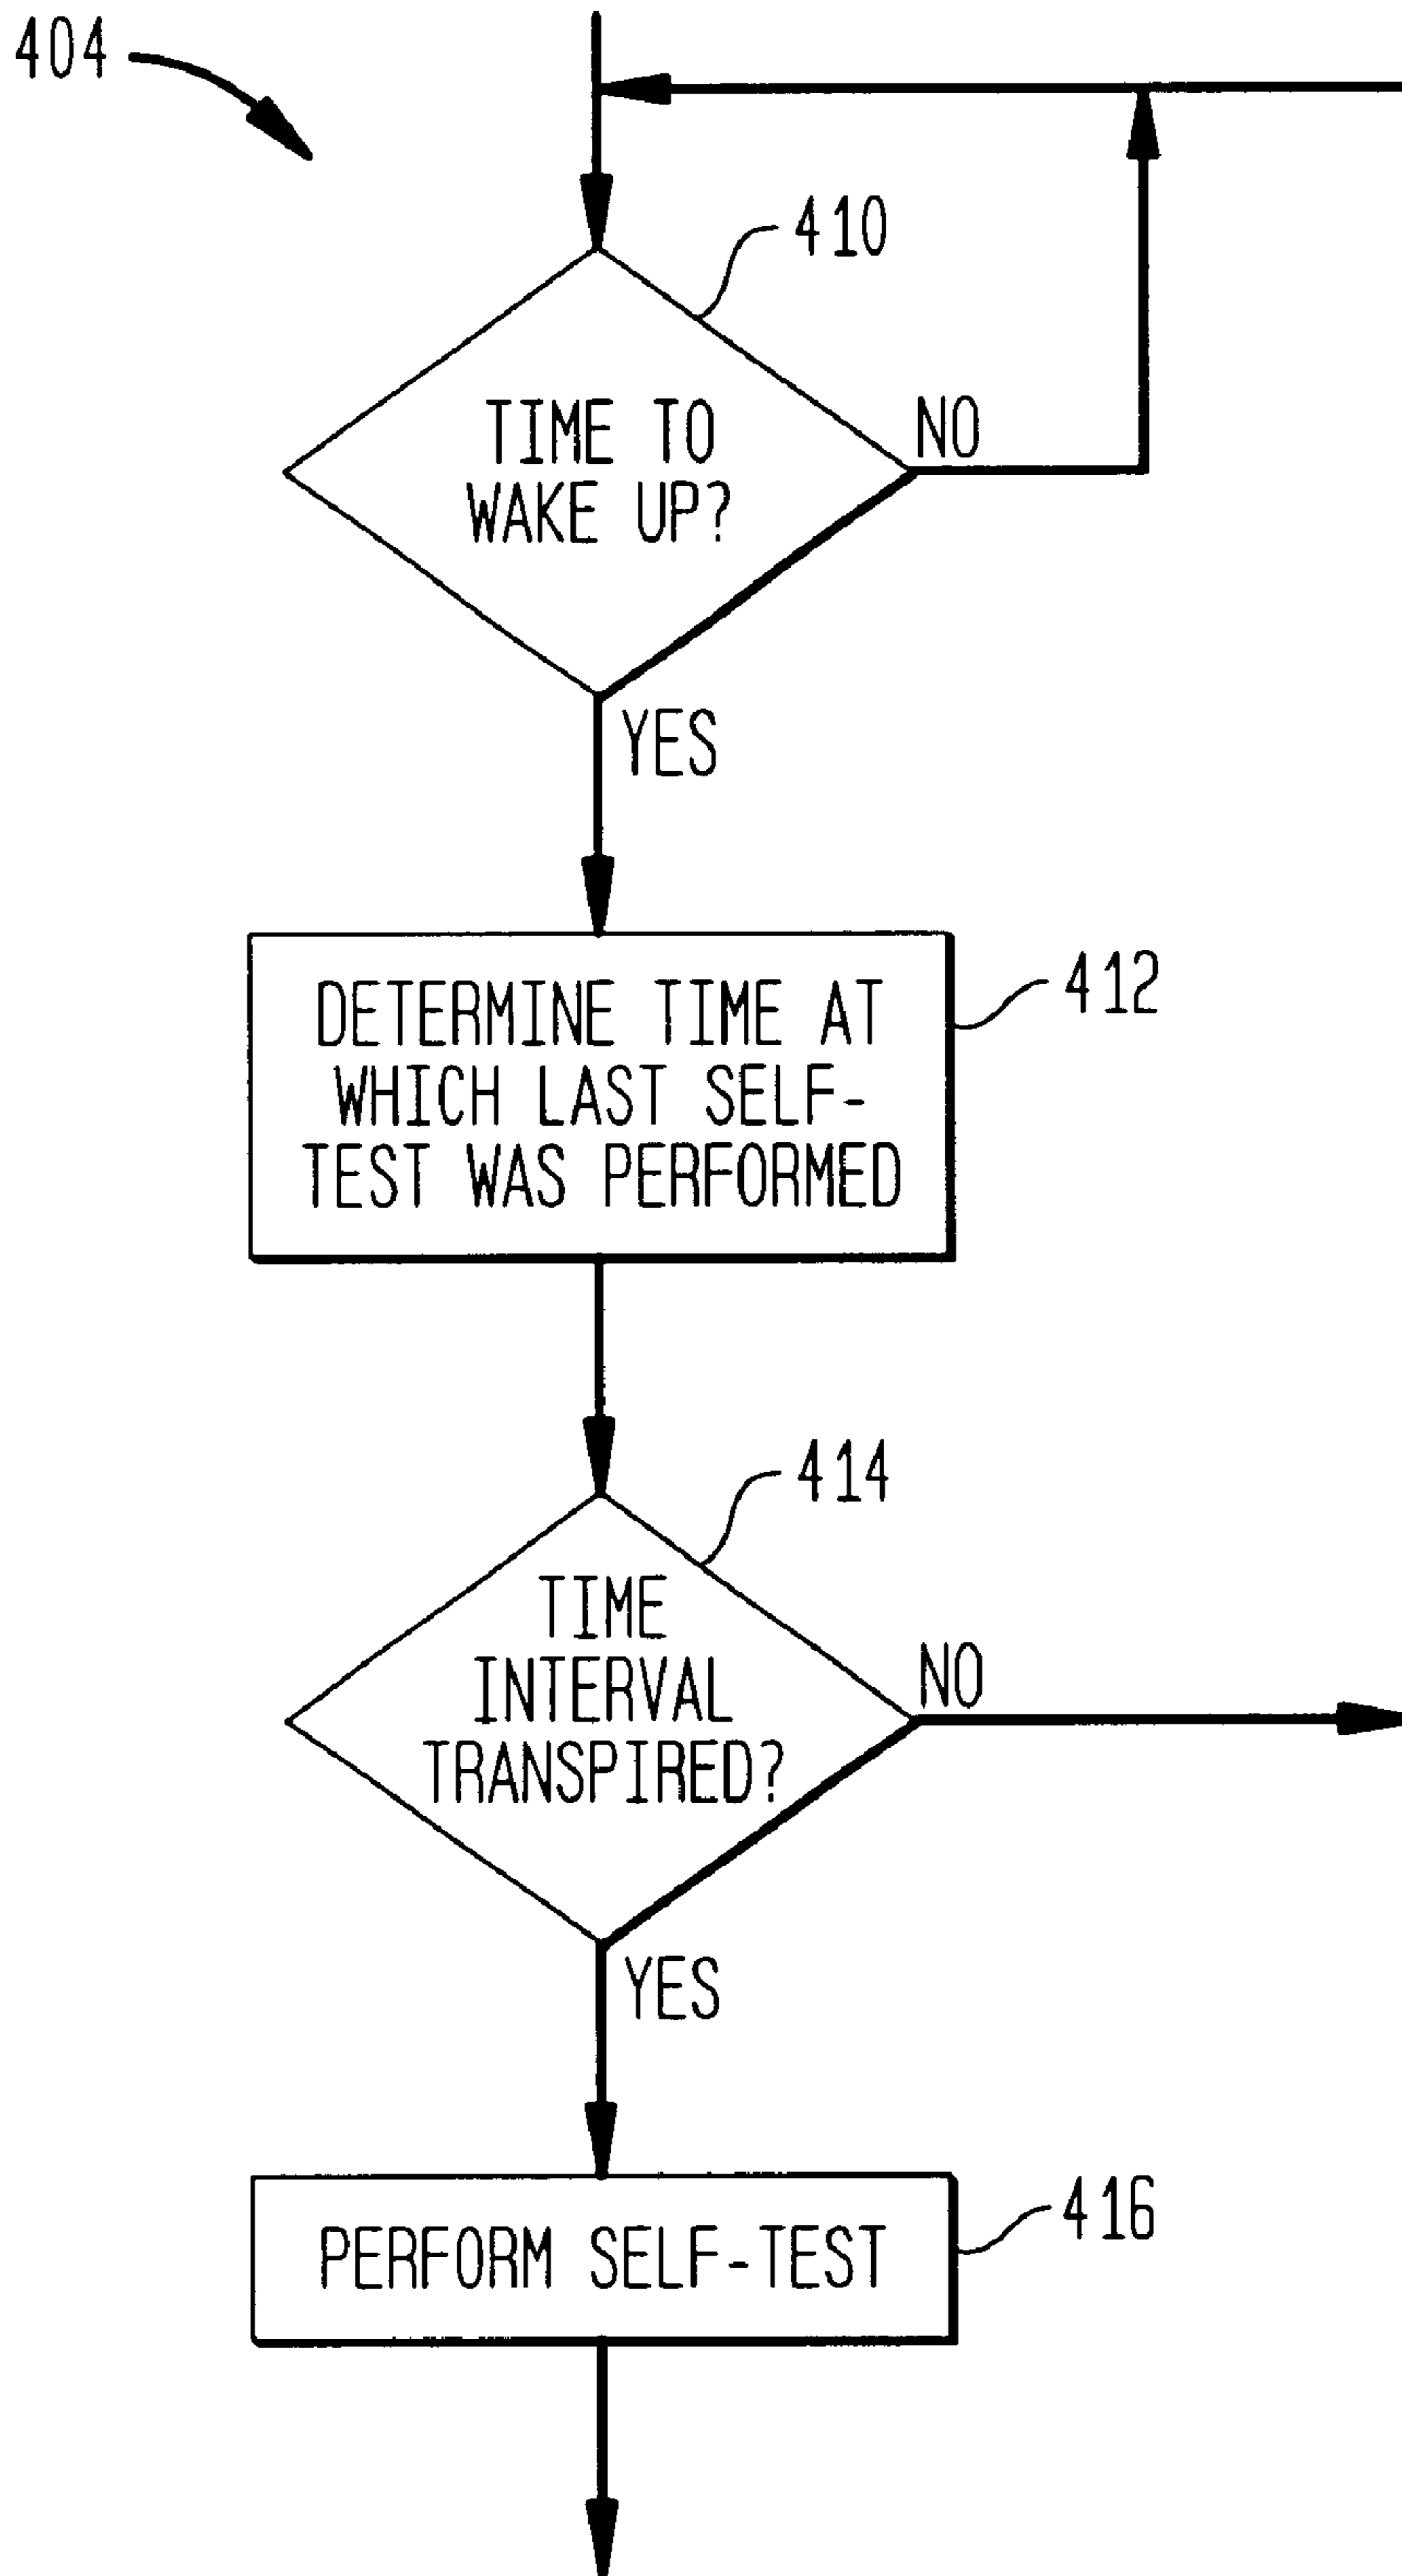 404
410
TIME TO
WAKE UP?
NO
YES
DETERMINE TIME AT
WHICH LAST SELF-
TEST WAS PERFORMED
412
414
TIME
INTERVAL
TRANSPIRED?
NO
YES
PERFORM SELF-TEST
416